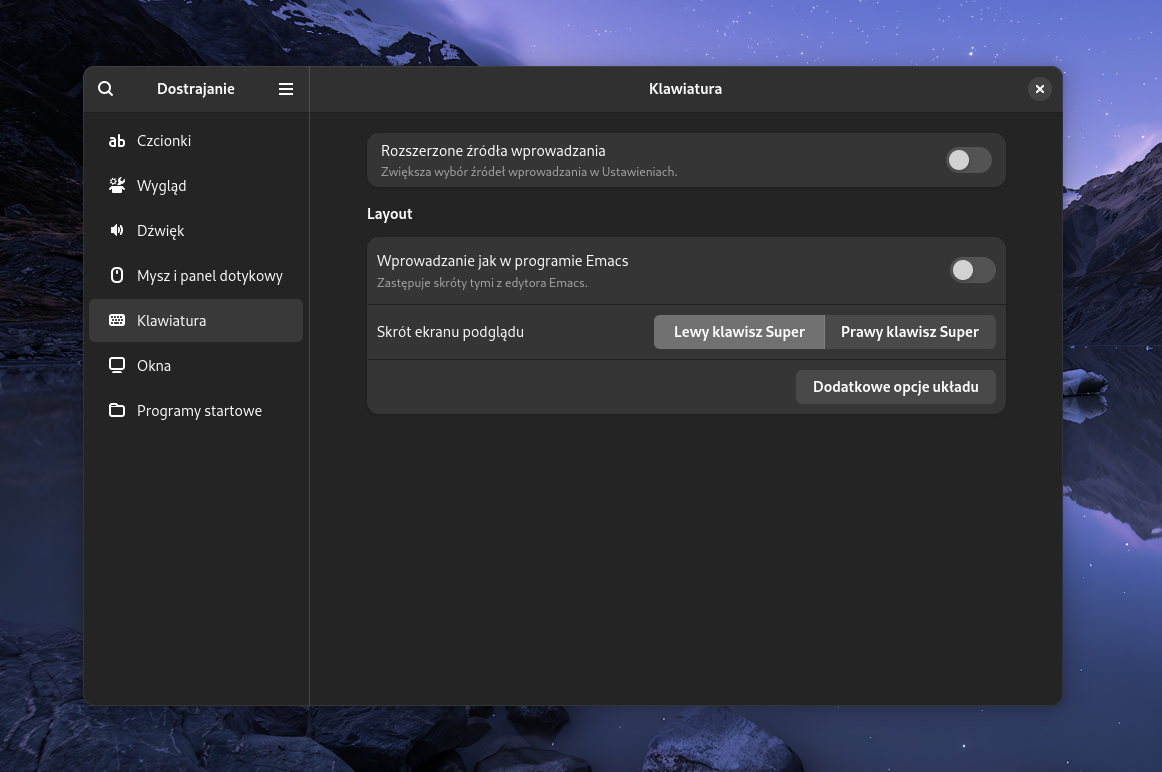 Dostrajanie
Klawiatura
ab Czcionki
Wygląd
Dźwięk
Mysz i panel dotykowy
Klawiatura
Okna
Programy startowe
Rozszerzone źródła wprowadzania
Zwiększa wybór źródeł wprowadzania w Ustawieniach.
Layout
Wprowadzanie jak w programie Emacs
Zastępuje skróty tymi z edytora Emacs.
Skrót ekranu podglądu
Lewy klawisz Super
Prawy klawisz Super
Dodatkowe opcje układu